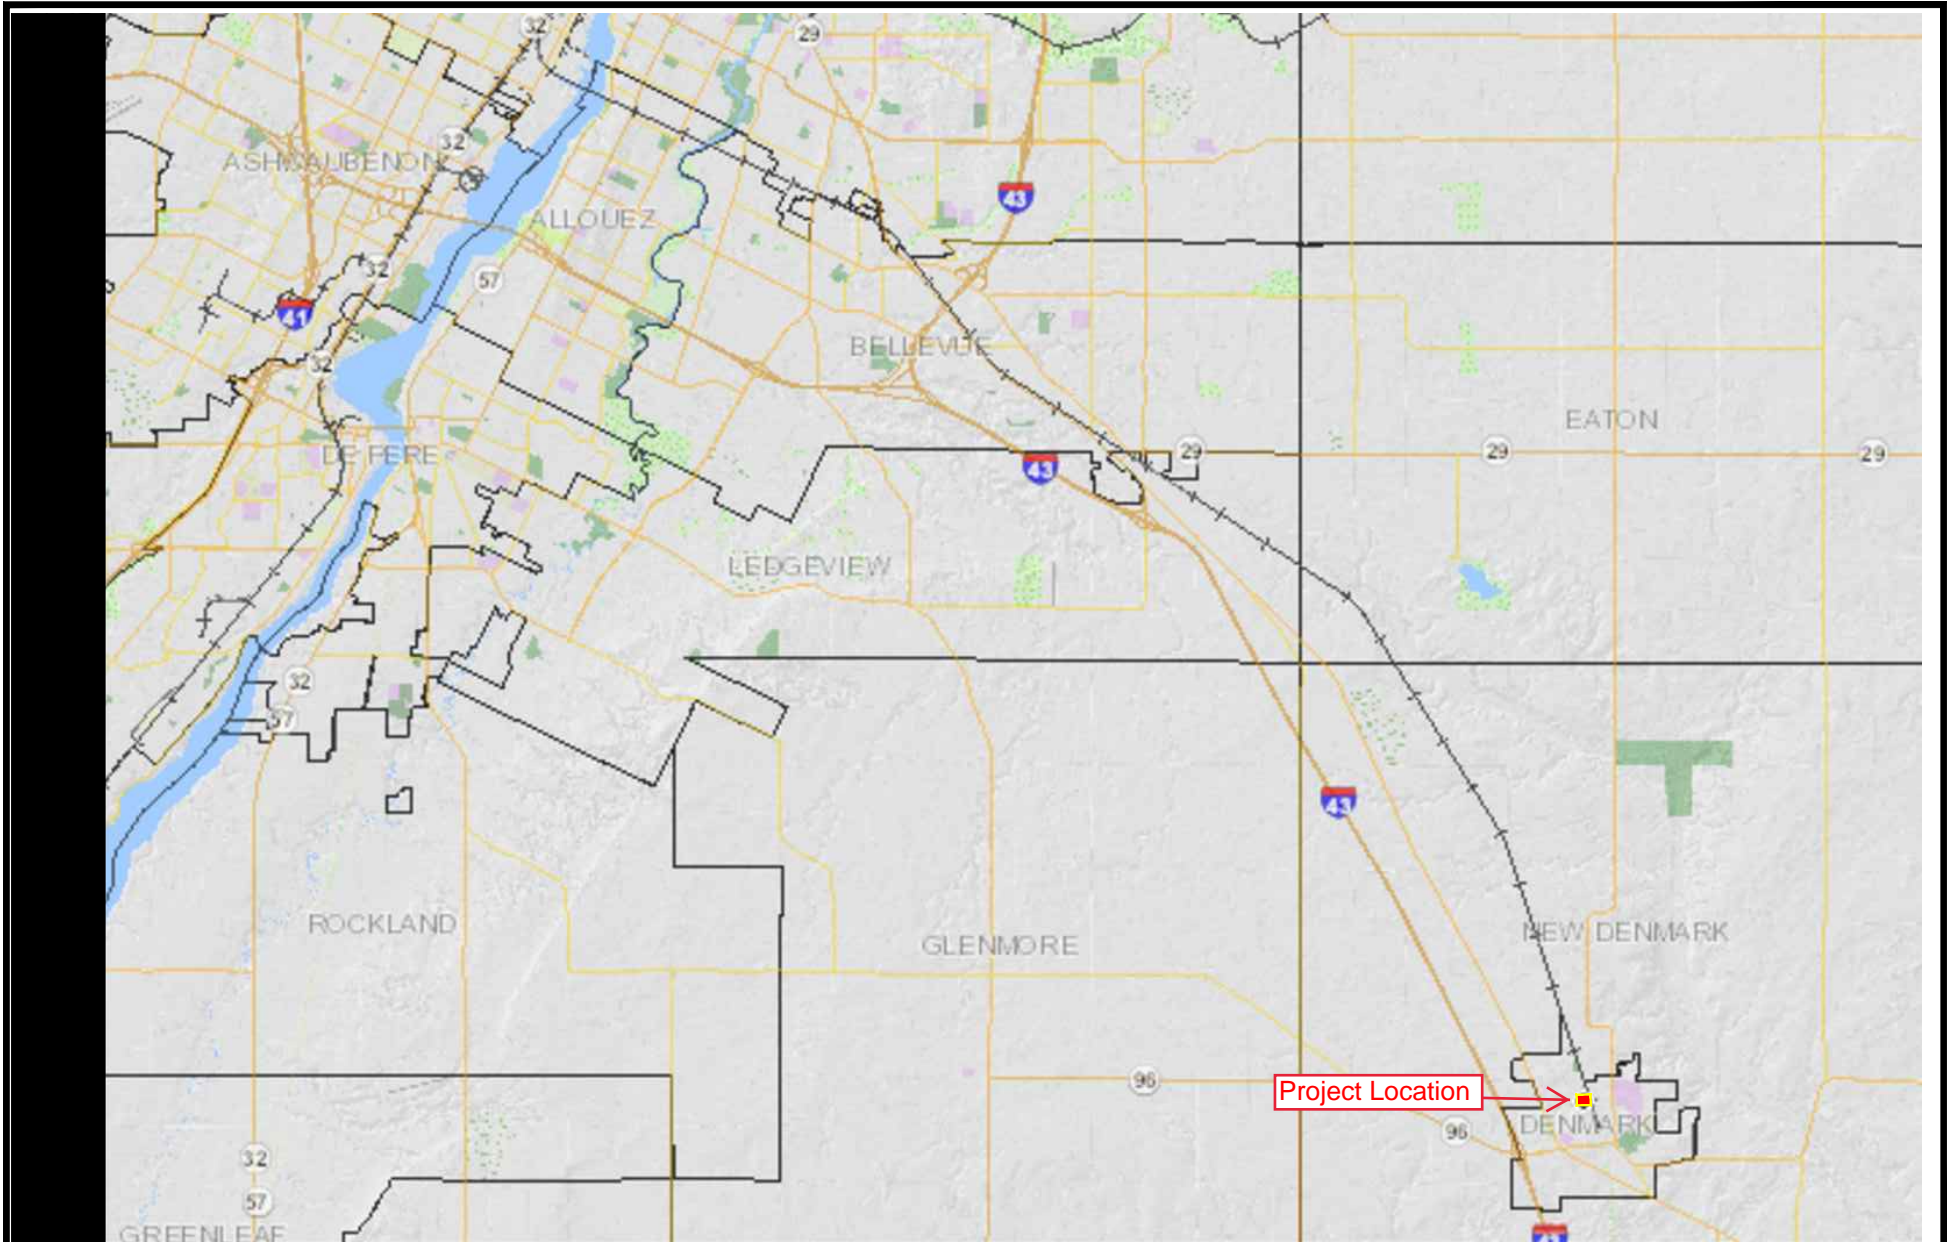 32
29
32
ASHWAUBENON
43
ALLOUEZ
32
57
41
BELLEVUE
32
EATON
DE PERE
29
29
29
43
LEDGEVIEW
32
57
43
ROCKLAND
NEW DENMARK
GLENMORE
96
Project Location
DENMARK
96
32
57
GREENLEAF
43